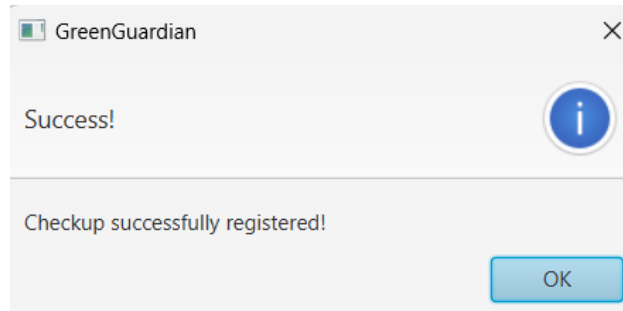 GreenGuardian
Success!
i
Checkup successfully registered!
OK